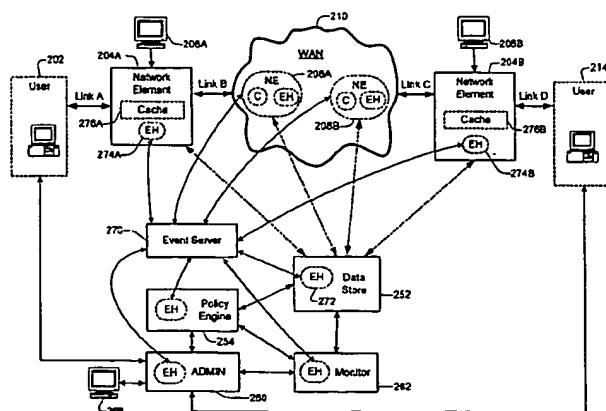 210
206A
206B
202
204A
WAN
204B
214
User
Link A
Network
Element
Link B
NE
208A
NE
Link C
Network
Element
Link D
User
Cache
C
EH
C
EH
Cache
276A
276B
EH
208B
EH
274A
274B
270
Event Server
EH
Data
Store
272
252
EH
Policy
Engine
254
EH
ADMIN
EH
Monitor
260
262